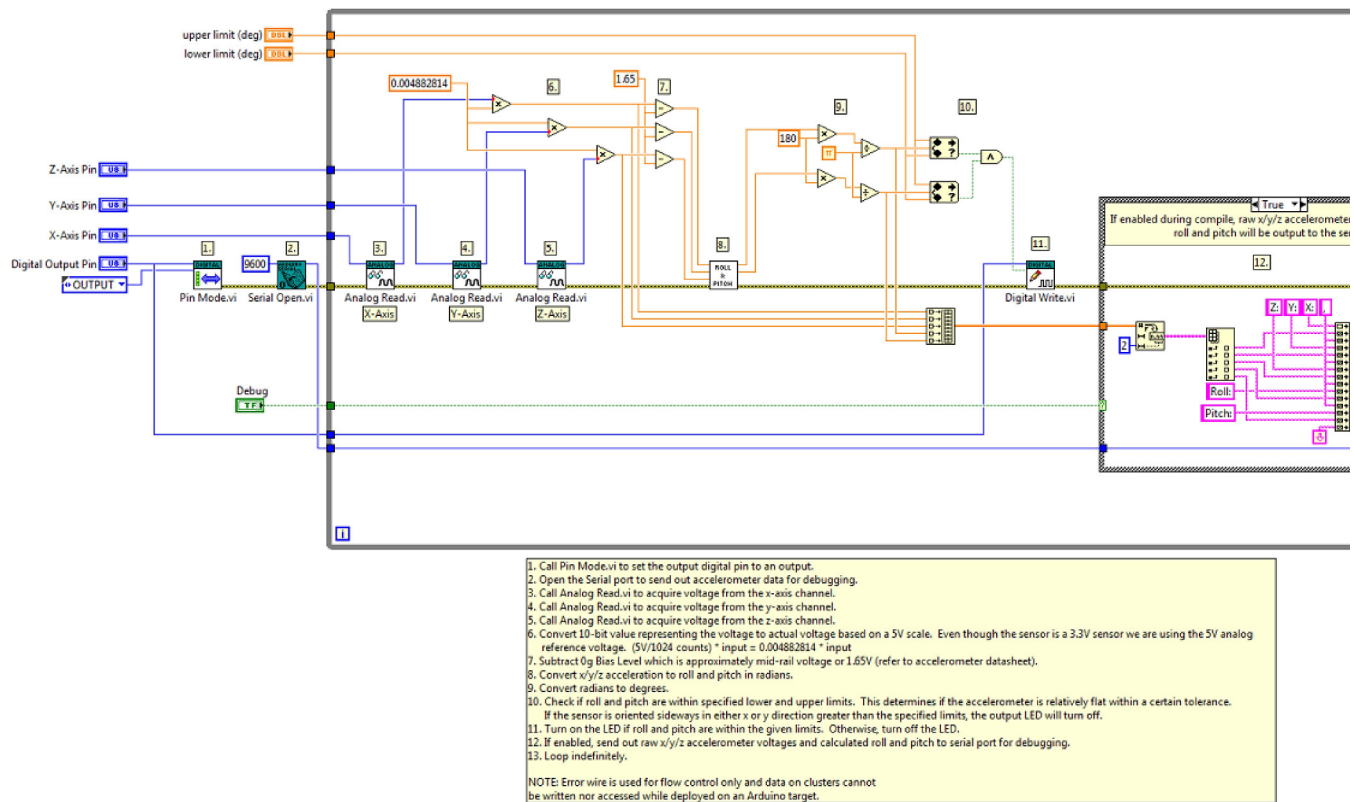 upper limit (deg) DBL
lower limit (deg) DBL
0.004882814
6.
1.65
7.
9.
10.
180
π
Z-Axis Pin U8
Y-Axis Pin U8
X-Axis Pin U8
Digital Output Pin U8
OUTPUT
1.
DIGITAL
Pin Mode.vi
9600
2.
Serial Open.vi
3.
ANALOG
Analog Read.vi
X-Axis
4.
ANALOG
Analog Read.vi
Y-Axis
5.
ANALOG
Analog Read.vi
Z-Axis
8.
ROLL
&
PITCH
11.
DIGITAL
Digital Write.vi
True
If enabled during compile, raw x/y/z accelerometer
roll and pitch will be output to the se
12.
Z: Y: X: ,
2
Roll:
Pitch:
Debug
TF
i
1. Call Pin Mode.vi to set the output digital pin to an output.
2. Open the Serial port to send out accelerometer data for debugging.
3. Call Analog Read.vi to acquire voltage from the x-axis channel.
4. Call Analog Read.vi to acquire voltage from the y-axis channel.
5. Call Analog Read.vi to acquire voltage from the z-axis channel.
6. Convert 10-bit value representing the voltage to actual voltage based on a 5V scale. Even though the sensor is a 3.3V sensor we are using the 5V analog
reference voltage. (5V/1024 counts) * input = 0.004882814 * input
7. Subtract 0g Bias Level which is approximately mid-rail voltage or 1.65V (refer to accelerometer datasheet).
8. Convert x/y/z acceleration to roll and pitch in radians.
9. Convert radians to degrees.
10. Check if roll and pitch are within specified lower and upper limits. This determines if the accelerometer is relatively flat within a certain tolerance.
If the sensor is oriented sideways in either x or y direction greater than the specified limits, the output LED will turn off.
11. Turn on the LED if roll and pitch are within the given limits. Otherwise, turn off the LED.
12. If enabled, send out raw x/y/z accelerometer voltages and calculated roll and pitch to serial port for debugging.
13. Loop indefinitely.
NOTE: Error wire is used for flow control only and data on clusters cannot
be written nor accessed while deployed on an Arduino target.